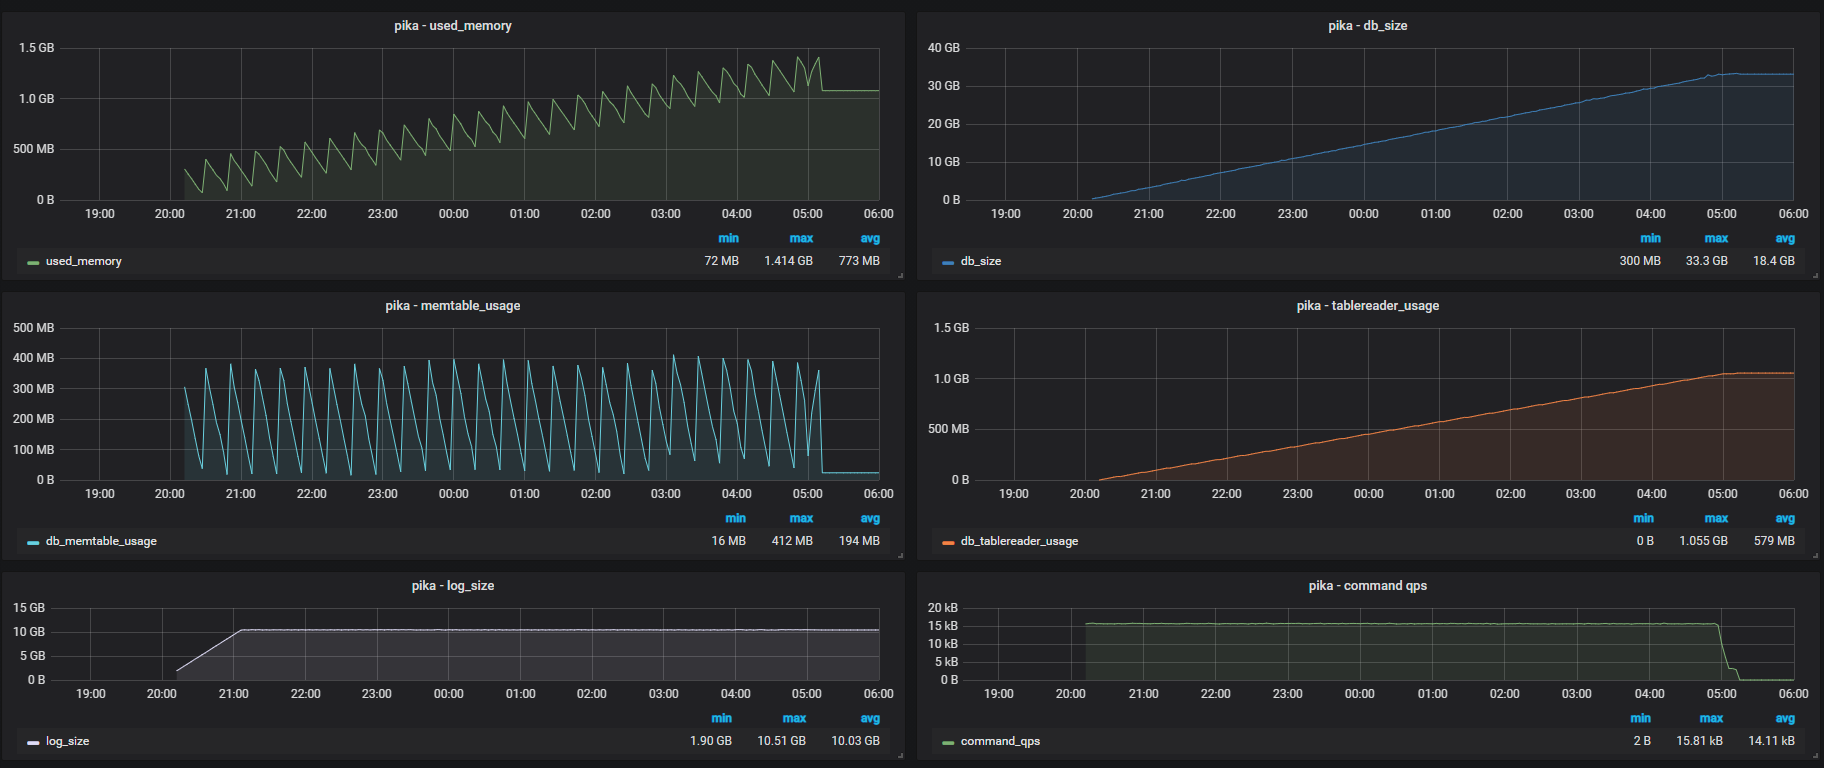 pika - used_memory
1.5 GB
1.0 GB
500 MB
0 B
19:00 20:00 21:00 22:00 23:00 00:00 01:00 02:00 03:00 04:00 05:00 06:00
min max avg
used_memory 72 MB 1.414 GB 773 MB
pika - db_size
40 GB
30 GB
20 GB
10 GB
0 B
19:00 20:00 21:00 22:00 23:00 00:00 01:00 02:00 03:00 04:00 05:00 06:00
min max avg
db_size 300 MB 33.3 GB 18.4 GB
pika - memtable_usage
500 MB
400 MB
300 MB
200 MB
100 MB
0 B
19:00 20:00 21:00 22:00 23:00 00:00 01:00 02:00 03:00 04:00 05:00 06:00
min max avg
db_memtable_usage 16 MB 412 MB 194 MB
pika - tablereader_usage
1.5 GB
1.0 GB
500 MB
0 B
19:00 20:00 21:00 22:00 23:00 00:00 01:00 02:00 03:00 04:00 05:00 06:00
min max avg
db_tablereader_usage 0 B 1.055 GB 579 MB
pika - log_size
15 GB
10 GB
5 GB
0 B
19:00 20:00 21:00 22:00 23:00 00:00 01:00 02:00 03:00 04:00 05:00 06:00
min max avg
log_size 1.90 GB 10.51 GB 10.03 GB
pika - command qps
20 kB
15 kB
10 kB
5 kB
0 B
19:00 20:00 21:00 22:00 23:00 00:00 01:00 02:00 03:00 04:00 05:00 06:00
min max avg
command_qps 2 B 15.81 kB 14.11 kB